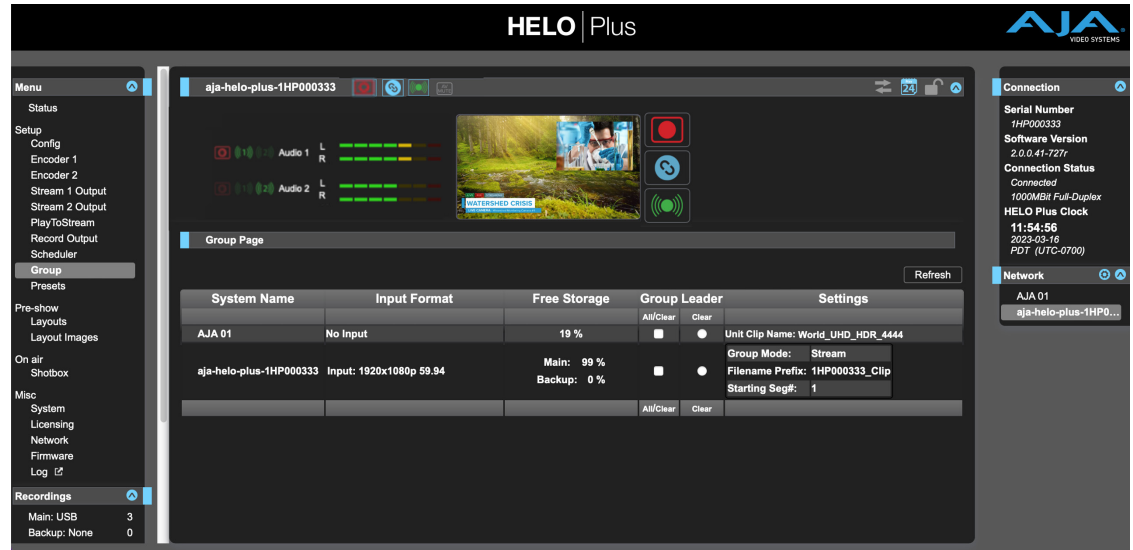 HELO | Plus
AJA
VIDEO SYSTEMS
Menu
Status
Setup
Config
Encoder 1
Encoder 2
Stream 1 Output
Stream 2 Output
PlayToStream
Record Output
Scheduler
Group
Presets
Pre-show
Layouts
Layout Images
On air
Shotbox
Misc
System
Licensing
Network
Firmware
Log
Recordings
Main: USB 3
Backup: None 0
aja-helo-plus-1HP000333
24
1 Audio 1 L
R
2 Audio 2 L
R
WATERSHED CRISIS
Group Page
Refresh
System Name Input Format Free Storage Group Leader Settings
All/Clear Clear
AJA 01 No Input 19 % Unit Clip Name: World_UHD_HDR_4444
aja-helo-plus-1HP000333 Input: 1920x1080p 59.94 Main: 99 %
Backup: 0 %
Group Mode: Stream
Filename Prefix: 1HP000333_Clip
Starting Seg#: 1
All/Clear Clear
Connection
Serial Number
1HP000333
Software Version
2.0.0.41-727r
Connection Status
Connected
1000MBit Full-Duplex
HELO Plus Clock
11:54:56
2023-03-16
PDT (UTC-0700)
Network
AJA 01
aja-helo-plus-1HP0...